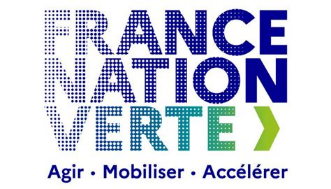 FRANCE
NATION
VERTE
Agir • Mobiliser • Accélérer